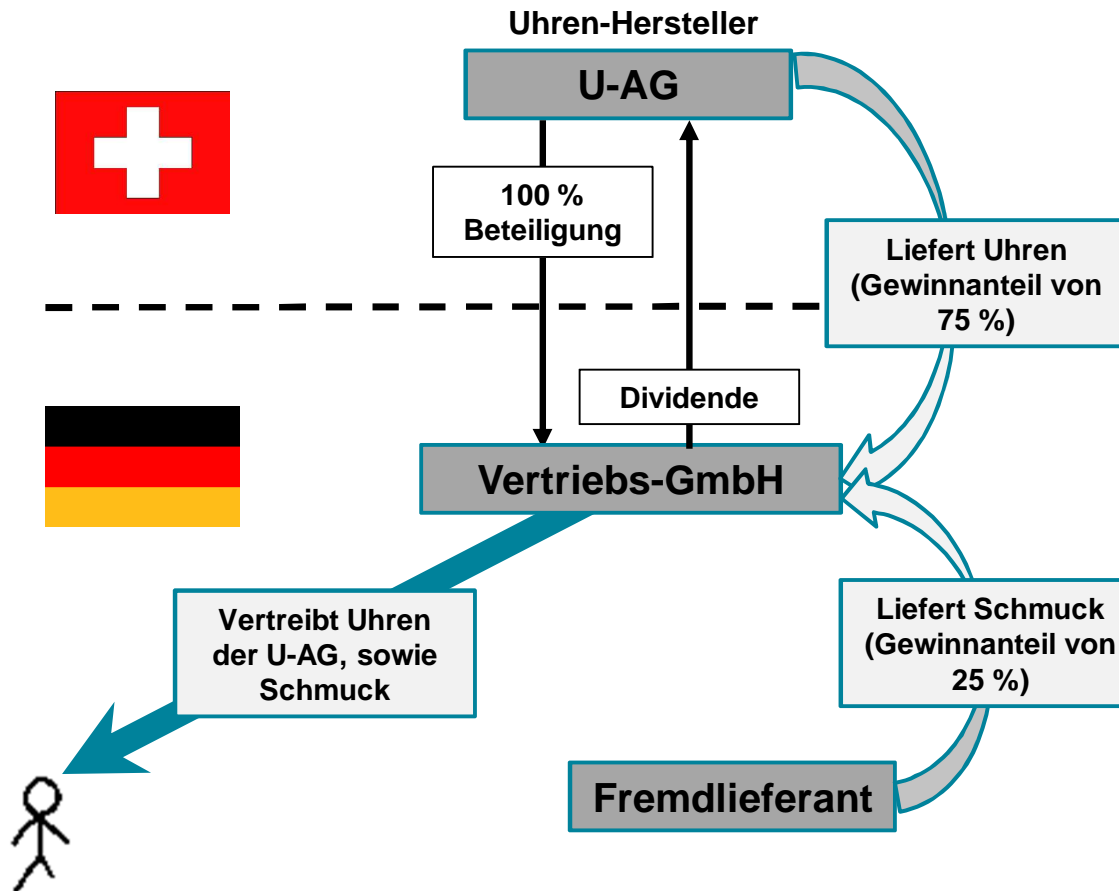 Uhren-Hersteller
U-AG
100 %
Beteiligung
Liefert Uhren
(Gewinnanteil von
75 %)
Dividende
Vertriebs-GmbH
Vertreibt Uhren
der U-AG, sowie
Schmuck
Liefert Schmuck
(Gewinnanteil von
25 %)
Fremdlieferant